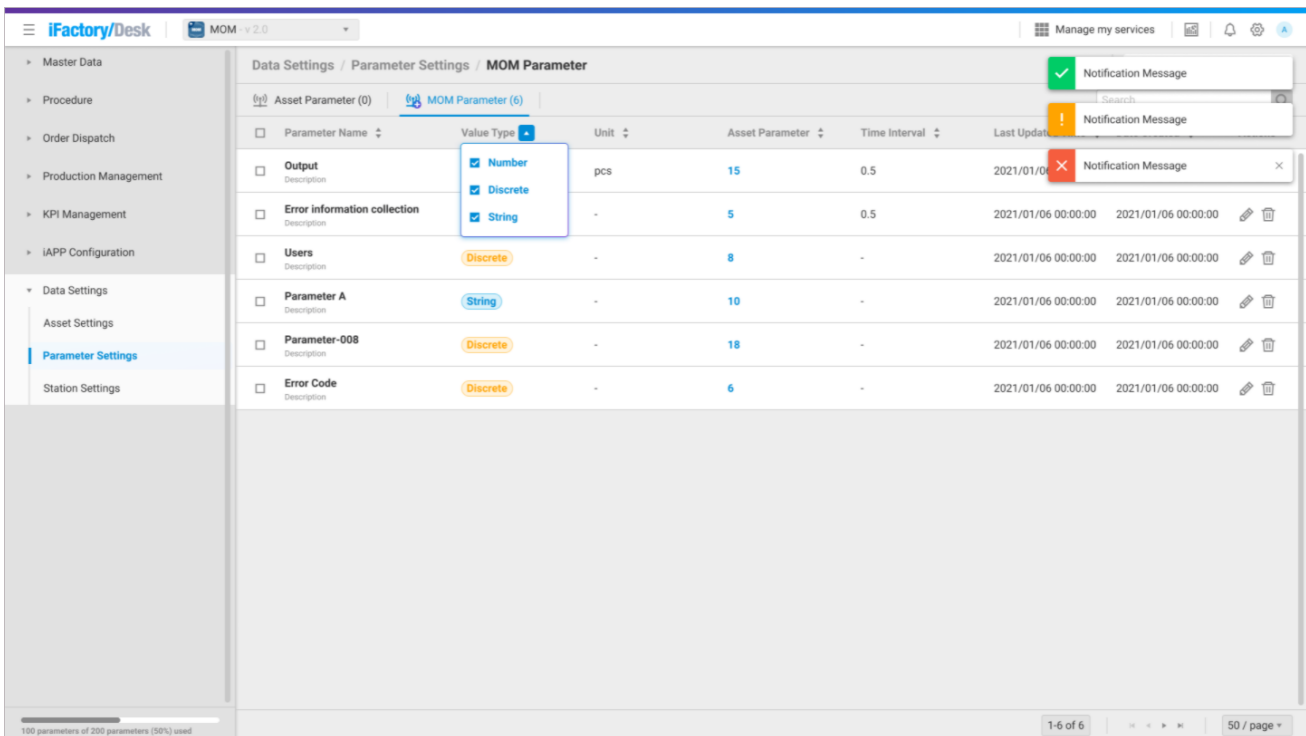 iFactory/Desk
MOM - v 2.0
Manage my services
A
Master Data
Procedure
Order Dispatch
Production Management
KPI Management
iAPP Configuration
Data Settings
Asset Settings
Parameter Settings
Station Settings
100 parameters of 200 parameters (50%) used
Data Settings / Parameter Settings / MOM Parameter
Asset Parameter (0)
MOM Parameter (6)
Search
Notification Message
Notification Message
Notification Message
Parameter Name
Value Type
Unit
Asset Parameter
Time Interval
Last Update
Number
Discrete
String
Output
Description
pcs
15
0.5
2021/01/0
Error information collection
Description
-
5
0.5
2021/01/06 00:00:00
2021/01/06 00:00:00
Users
Description
Discrete
-
8
-
2021/01/06 00:00:00
2021/01/06 00:00:00
Parameter A
Description
String
-
10
-
2021/01/06 00:00:00
2021/01/06 00:00:00
Parameter-008
Description
Discrete
-
18
-
2021/01/06 00:00:00
2021/01/06 00:00:00
Error Code
Description
Discrete
-
6
-
2021/01/06 00:00:00
2021/01/06 00:00:00
1-6 of 6
50 / page